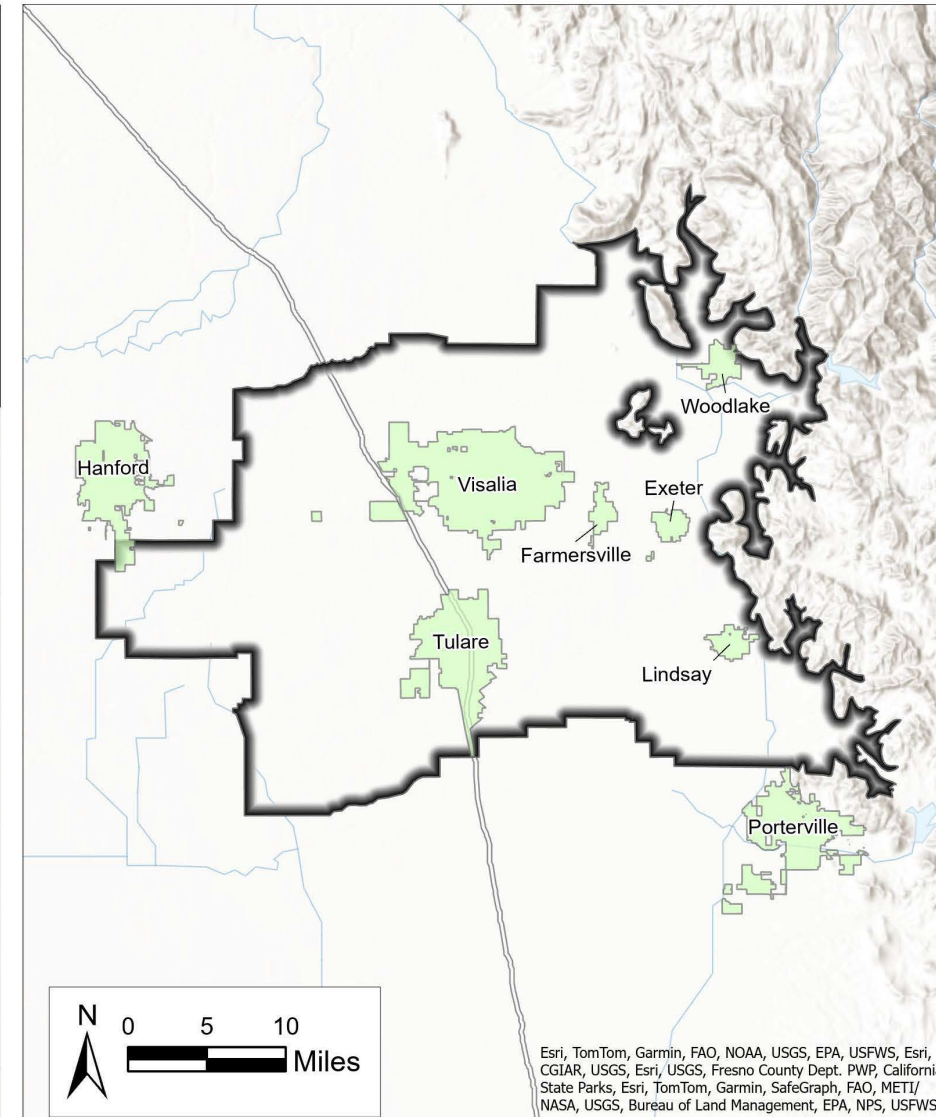 Woodlake
Hanford
Visalia
Exeter
Farmersville
Tulare
Lindsay
Porterville
N
0 5 10
Miles
Esri, TomTom, Garmin, FAO, NOAA, USGS, EPA, USFWS, Esri,
CGIAR, USGS, Esri, USGS, Fresno County Dept. PWP, California
State Parks, Esri, TomTom, Garmin, SafeGraph, FAO, METI/
NASA, USGS, Bureau of Land Management, EPA, NPS, USFWS